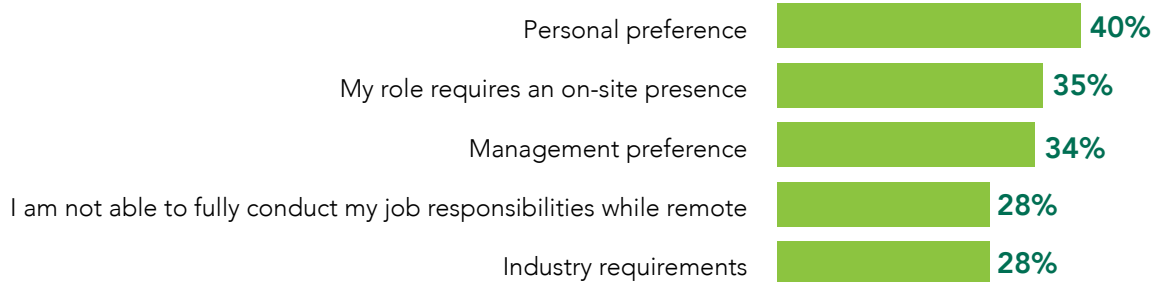 Personal preference 40%
My role requires an on-site presence 35%
Management preference 34%
I am not able to fully conduct my job responsibilities while remote 28%
Industry requirements 28%